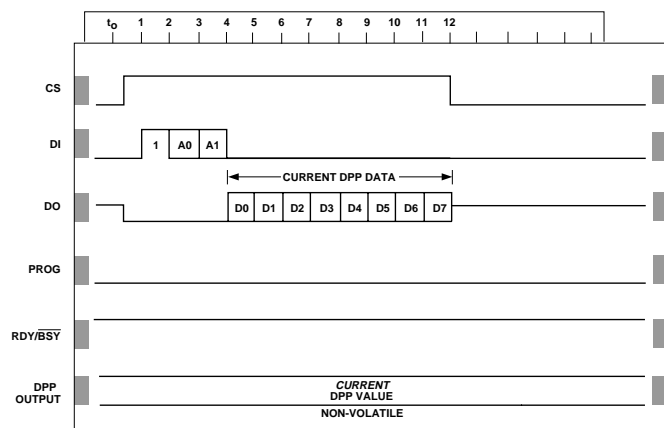 to 1 2 3 4 5 6 7 8 9 10 11 12
CS
DI 1 A0 A1
CURRENT DPP DATA
DO D0 D1 D2 D3 D4 D5 D6 D7
PROG
RDY/BSY
DPP
OUTPUT
CURRENT
DPP VALUE
NON-VOLATILE